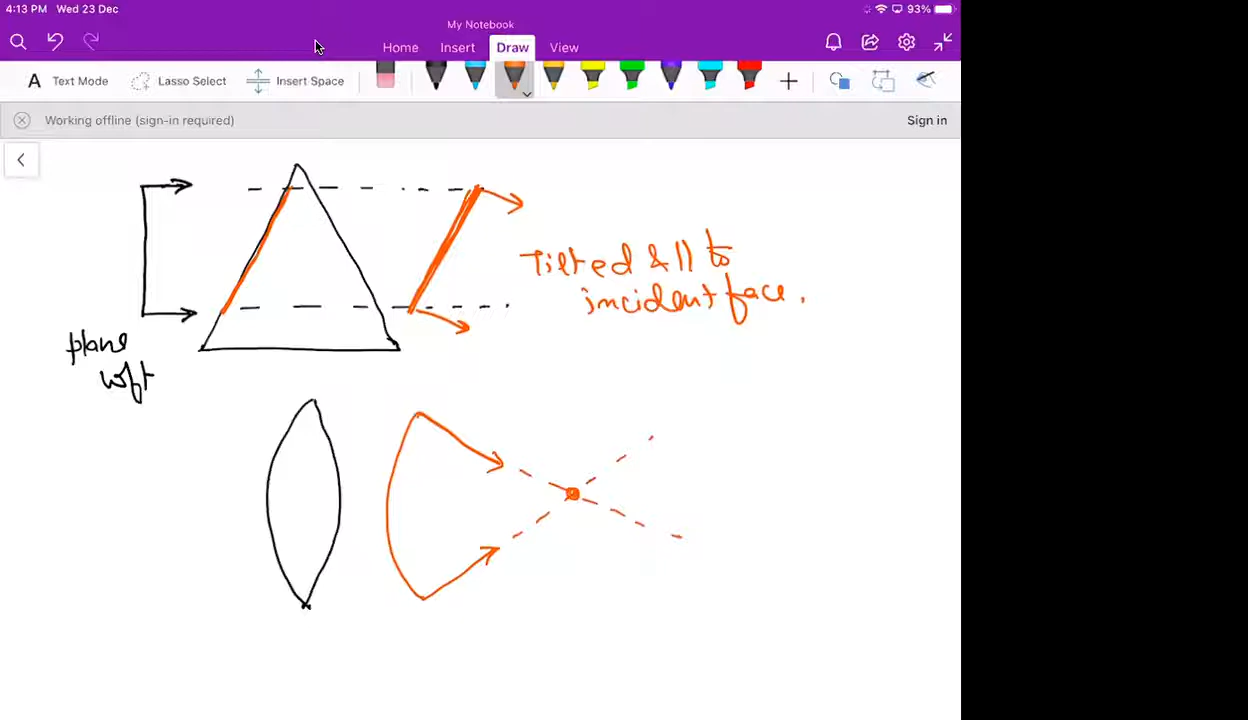 4:13 PM Wed 23 Dec
93%
My Notebook
Home Insert Draw View
A Text Mode Lasso Select Insert Space
Working offline (sign-in required) Sign in
Tilted & || to
incident face.
plane
wft